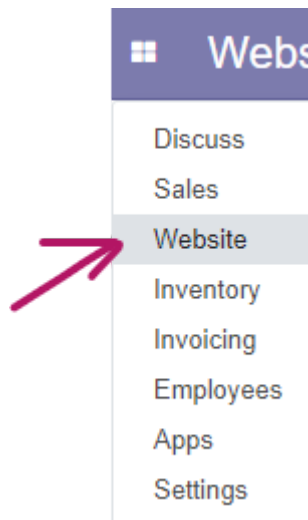 Webs
Discuss
Sales
Website
Inventory
Invoicing
Employees
Apps
Settings